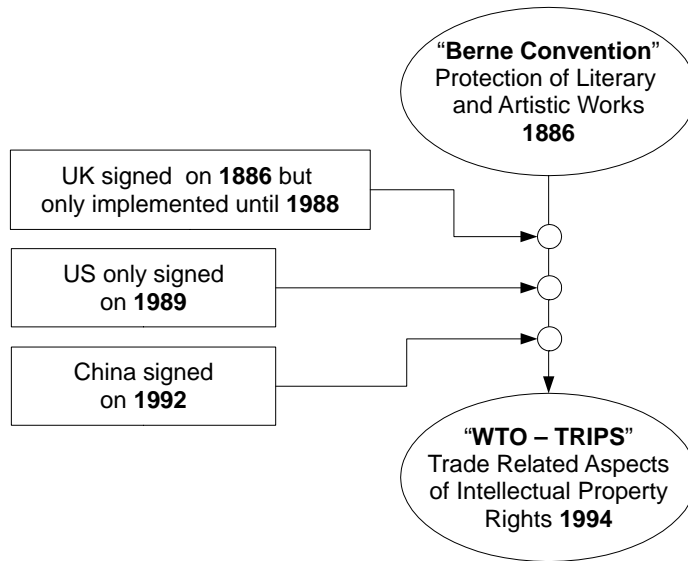 “Berne Convention”
Protection of Literary
and Artistic Works
1886
UK signed on 1886 but
only implemented until 1988
US only signed
on 1989
China signed
on 1992
“WTO – TRIPS”
Trade Related Aspects
of Intellectual Property
Rights 1994